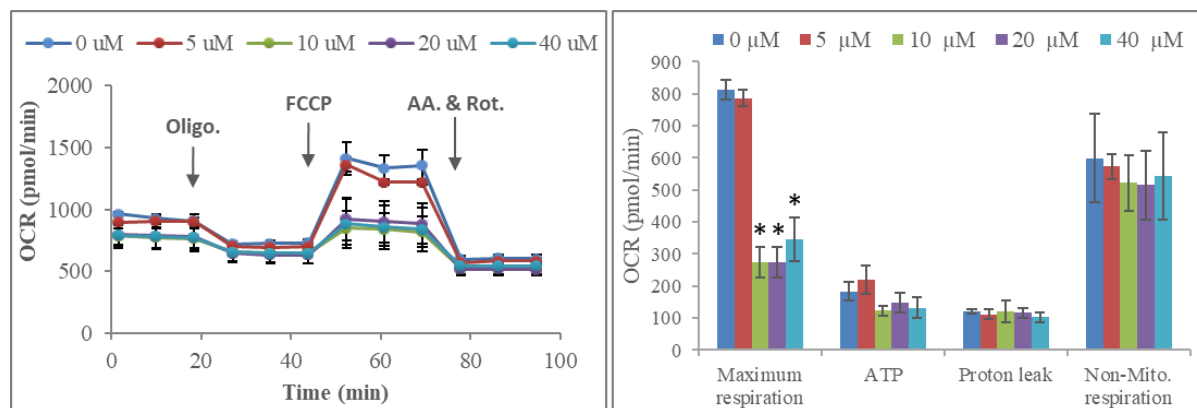 0 uM 5 uM 10 uM 20 uM 40 uM
2000
1500
1000
500
0
OCR (pmol/min)
Oligo.
FCCP
AA. & Rot.
0 20 40 60 80 100
Time (min)
0 µM 5 µM 10 µM 20 µM 40 µM
900
800
700
600
500
400
300
200
100
0
OCR (pmol/min)
* * *
Maximum respiration
ATP
Proton leak
Non-Mito. respiration